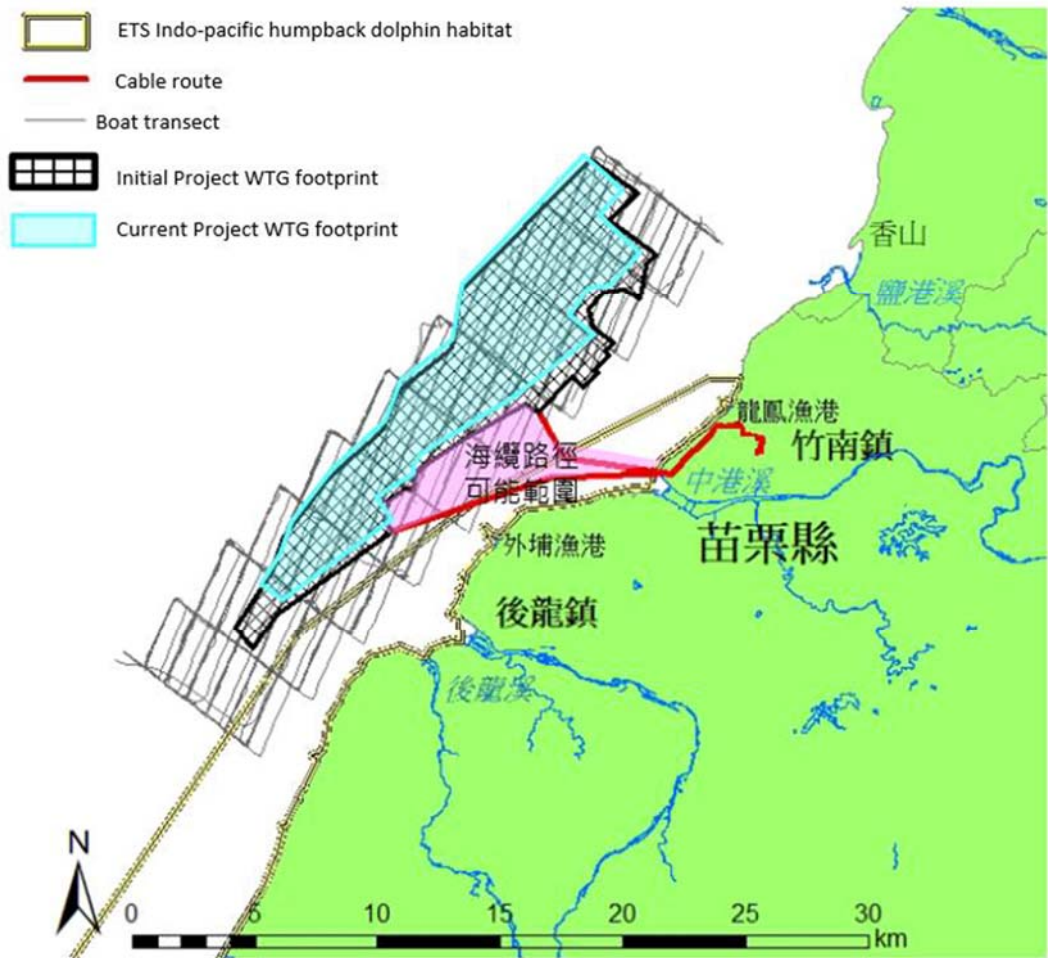 ETS Indo-pacific humpback dolphin habitat
Cable route
Boat transect
Initial Project WTG footprint
Current Project WTG footprint
香山
鹽港溪
龍鳳漁港
竹南鎮
海纜路徑
可能範圍
中港溪
苗栗縣
外埔漁港
後龍鎮
後龍溪
N
0 5 10 15 20 25 30
km